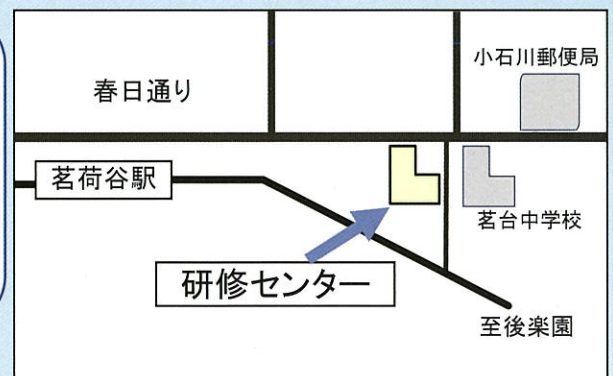 小石川郵便局
春日通り
茗荷谷駅
茗台中学校
研修センター
至後楽園